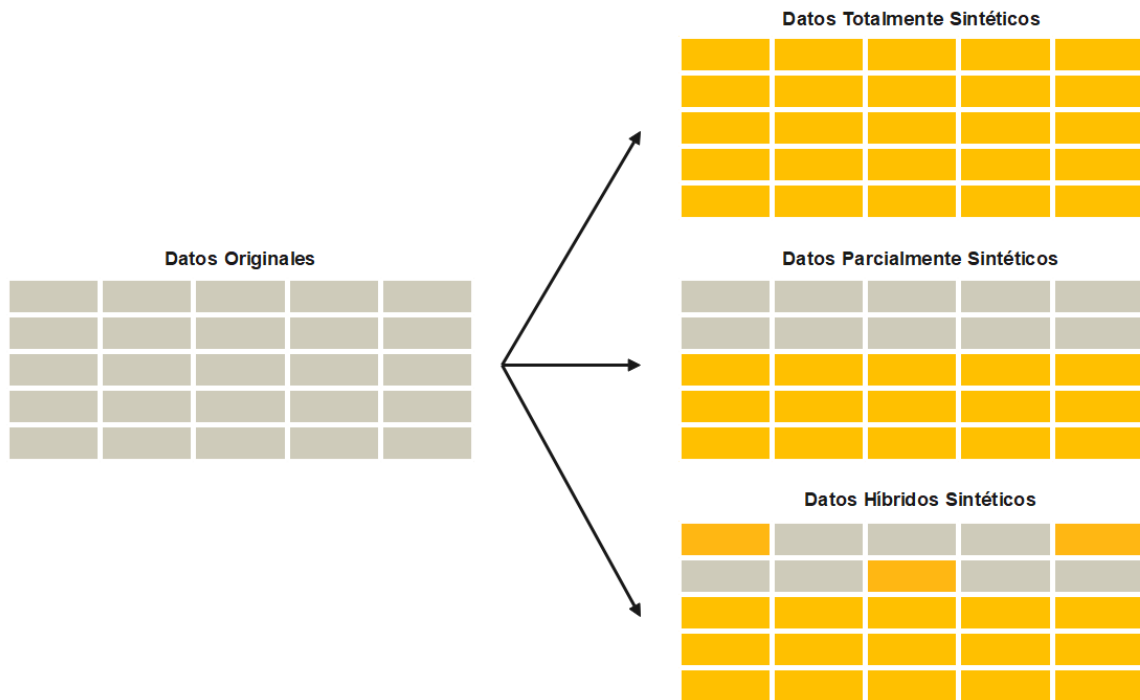 Datos Totalmente Sintéticos
Datos Originales
Datos Parcialmente Sintéticos
Datos Híbridos Sintéticos